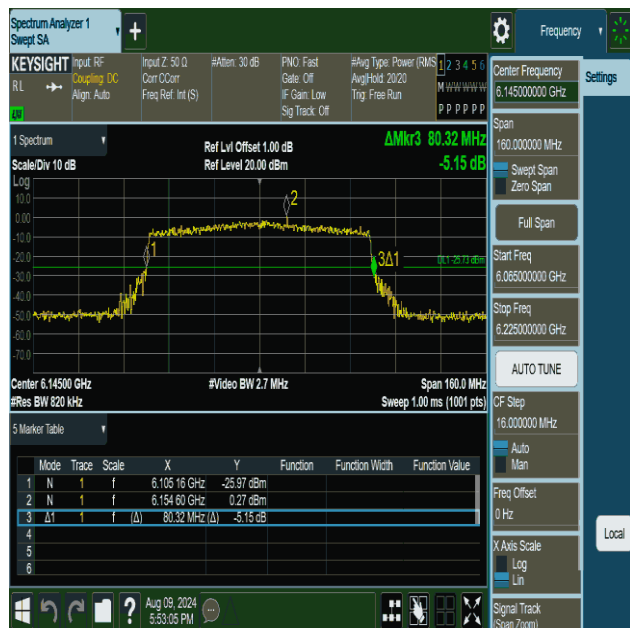 Spectrum Analyzer 1
Swept SA
+
Frequency
KEYSIGHT
RL
Input: RF
Coupling: DC
Align: Auto
Input Z: 50 Ω
Corr CCorr
Freq Ref: Int (S)
#Atten: 30 dB
PNO: Fast
Gate: Off
IF Gain: Low
Sig Track: Off
#Avg Type: Power (RMS
Avg|Hold: 20/20
Trig: Free Run
1 2 3 4 5 6
M W W W W W
P P P P P P
1 Spectrum
Scale/Div 10 dB
Log
Ref Lvl Offset 1.00 dB
Ref Level 20.00 dBm
ΔMkr3 80.32 MHz
-5.15 dB
10.0
0.00
-10.0
-20.0
-30.0
-40.0
-50.0
-60.0
-70.0
1
2
3Δ1
DL1 -25.73 dBm
Center 6.14500 GHz
#Video BW 2.7 MHz
Span 160.0 MHz
#Res BW 820 kHz
Sweep 1.00 ms (1001 pts)
5 Marker Table
Mode Trace Scale X Y Function Function Width Function Value
1 N 1 f 6.105 16 GHz -25.97 dBm
2 N 1 f 6.154 60 GHz 0.27 dBm
3 Δ1 1 f (Δ) 80.32 MHz (Δ) -5.15 dB
4
5
6
?
Aug 09, 2024
5:53:05 PM
Center Frequency
6.145000000 GHz
Settings
Span
160.000000 MHz
Swept Span
Zero Span
Full Span
Start Freq
6.065000000 GHz
Stop Freq
6.225000000 GHz
AUTO TUNE
CF Step
16.000000 MHz
Auto
Man
Freq Offset
0 Hz
X Axis Scale
Log
Lin
Local
Signal Track
(Span Zoom)